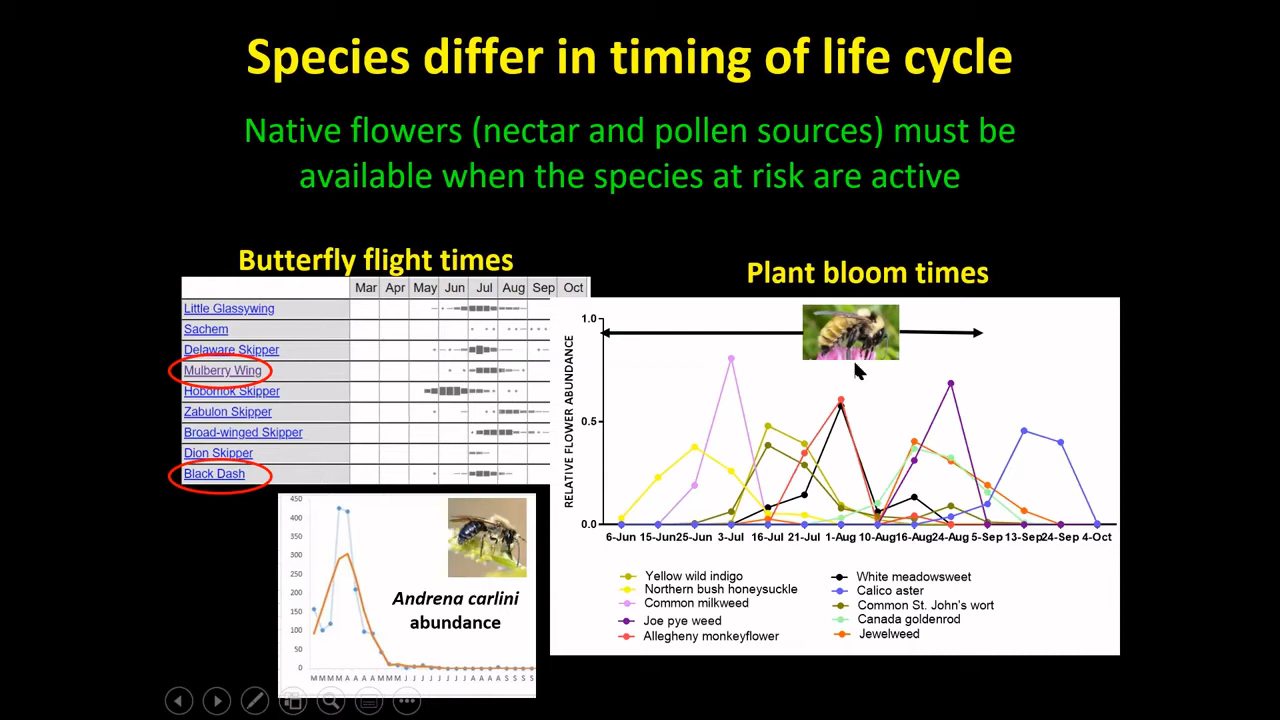 Species differ in timing of life cycle
Native flowers (nectar and pollen sources) must be
available when the species at risk are active
Butterfly flight times
Mar Apr May Jun Jul Aug Sep Oct
Little Glassywing
Sachem
Delaware Skipper
Mulberry Wing
Hobomok Skipper
Zabulon Skipper
Broad-winged Skipper
Dion Skipper
Black Dash
450
400
350
300
250
200
150
100
50
0
M M M M A A A A M M M J J J J J J J J A A A A S S S S
Andrena carlini
abundance
Plant bloom times
RELATIVE FLOWER ABUNDANCE
1.0
0.5
0.0
6-Jun 15-Jun 25-Jun 3-Jul 16-Jul 21-Jul 1-Aug 10-Aug 16-Aug 24-Aug 5-Sep 13-Sep 24-Sep 4-Oct
Yellow wild indigo
Northern bush honeysuckle
Common milkweed
Joe pye weed
Allegheny monkeyflower
White meadowsweet
Calico aster
Common St. John's wort
Canada goldenrod
Jewelweed